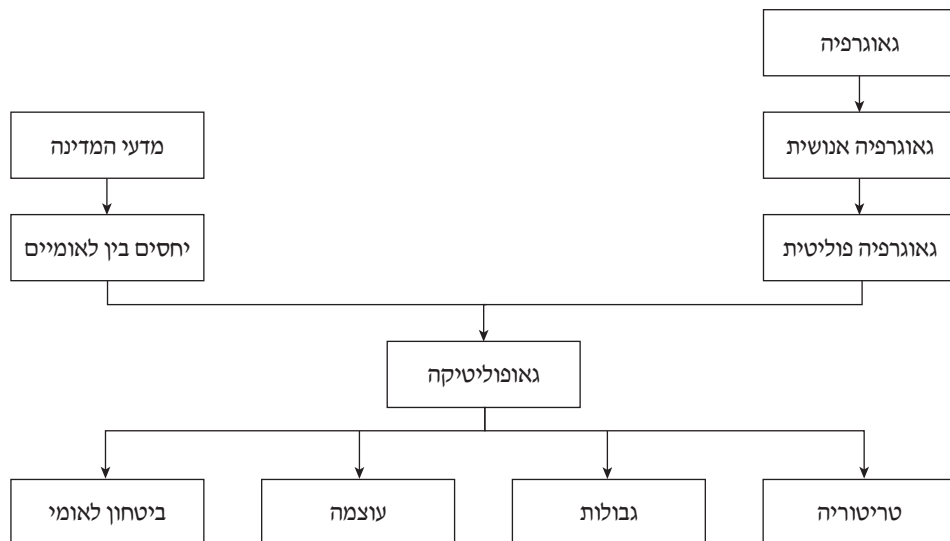 גאוגרפיה
מדעי המדינה
גאוגרפיה אנושית
יחסים בין לאומיים
גאוגרפיה פוליטית
גאופוליטיקה
טריטוריה
גבולות
עוצמה
ביטחון לאומי